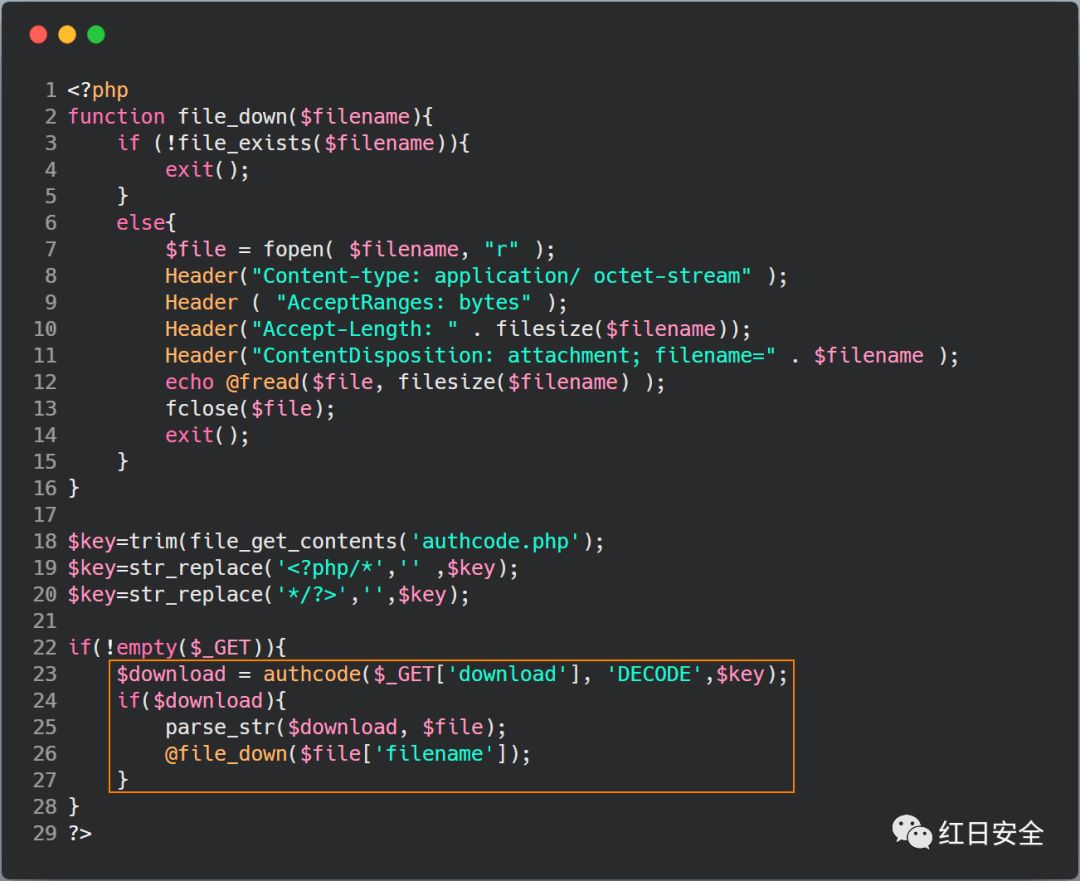 1 <?php
2 function file_down($filename){
3     if (!file_exists($filename)){
4         exit();
5     }
6     else{
7         $file = fopen( $filename, "r" );
8         Header("Content-type: application/ octet-stream" );
9         Header ( "AcceptRanges: bytes" );
10         Header("Accept-Length: " . filesize($filename));
11         Header("ContentDisposition: attachment; filename=" . $filename );
12         echo @fread($file, filesize($filename) );
13         fclose($file);
14         exit();
15     }
16 }
17
18 $key=trim(file_get_contents('authcode.php');
19 $key=str_replace('<?php/*','' ,$key);
20 $key=str_replace('*/?>','',$key);
21
22 if(!empty($_GET)){
23     $download = authcode($_GET['download'], 'DECODE',$key);
24     if($download){
25         parse_str($download, $file);
26         @file_down($file['filename']);
27     }
28 }
29 ?>
红日安全